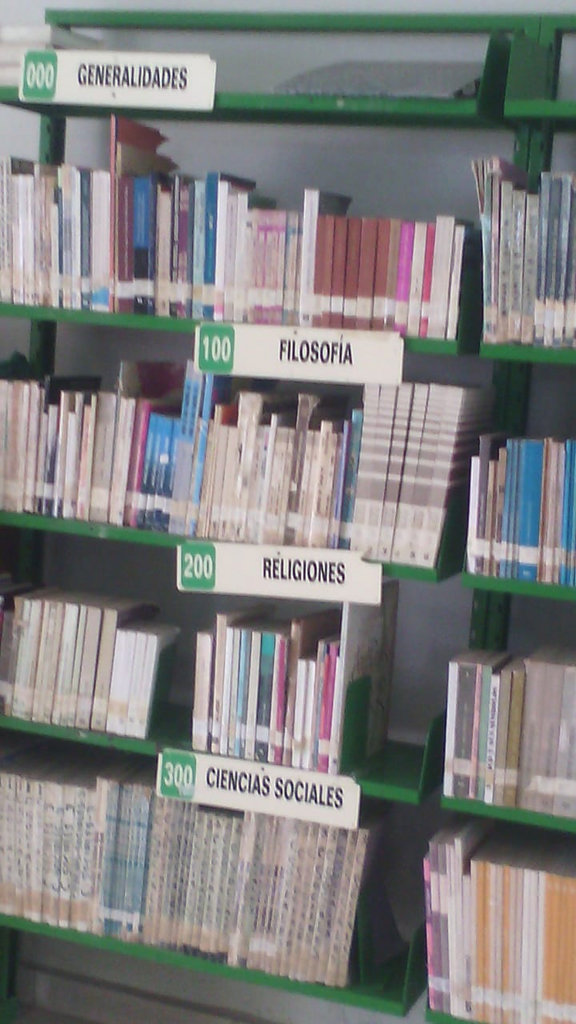 000 GENERALIDADES
100 FILOSOFÍA
200 RELIGIONES
300 CIENCIAS SOCIALES